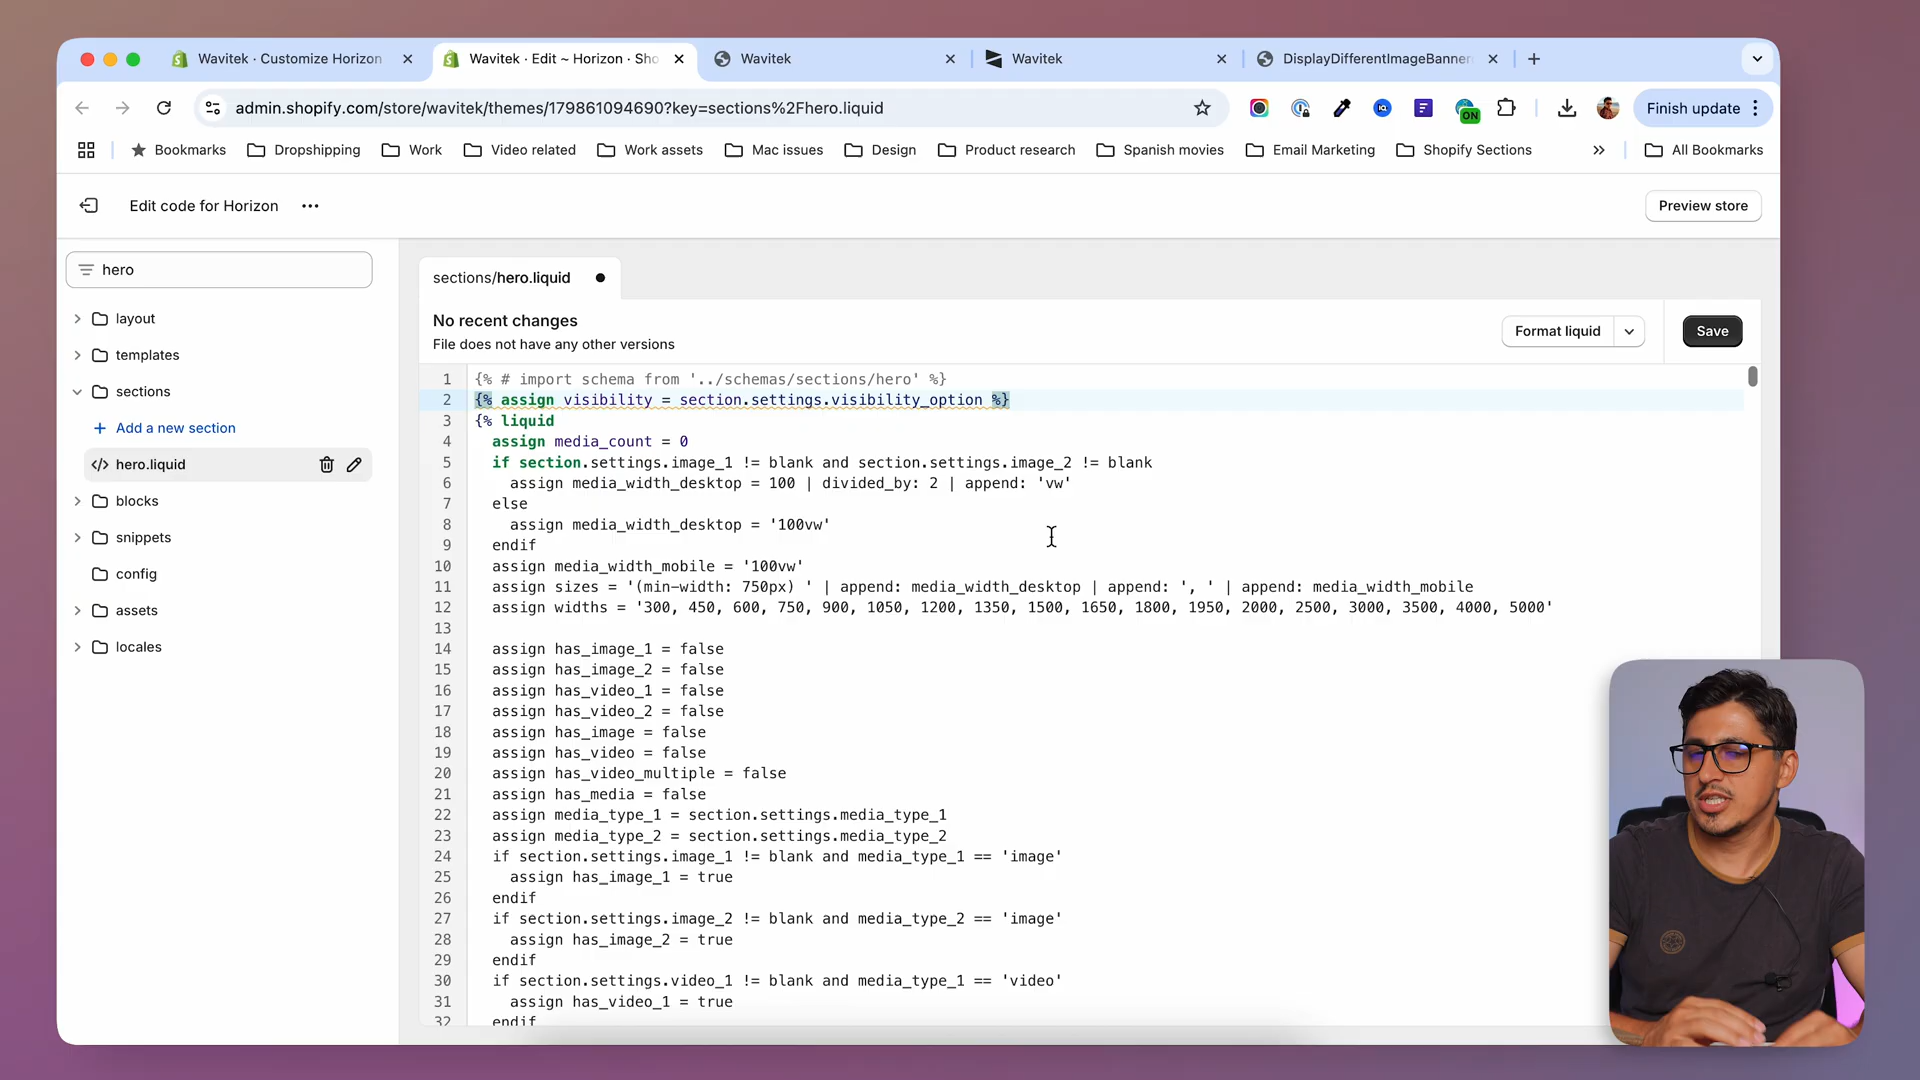 Wavitek · Customize Horizon
Wavitek · Edit ~ Horizon · Sho
Wavitek
Wavitek
DisplayDifferentImageBanner
admin.shopify.com/store/wavitek/themes/179861094690?key=sections%2Fhero.liquid
ON
Finish update
Bookmarks
Dropshipping
Work
Video related
Work assets
Mac issues
Design
Product research
Spanish movies
Email Marketing
Shopify Sections
All Bookmarks
Edit code for Horizon
Preview store
hero
layout
templates
sections
Add a new section
hero.liquid
blocks
snippets
config
assets
locales
sections/hero.liquid
No recent changes
File does not have any other versions
Format liquid
Save
1 {% # import schema from '../schemas/sections/hero' %}
2 {% assign visibility = section.settings.visibility_option %}
3 {% liquid
4 assign media_count = 0
5 if section.settings.image_1 != blank and section.settings.image_2 != blank
6 assign media_width_desktop = 100 | divided_by: 2 | append: 'vw'
7 else
8 assign media_width_desktop = '100vw'
9 endif
10 assign media_width_mobile = '100vw'
11 assign sizes = '(min-width: 750px) ' | append: media_width_desktop | append: ', ' | append: media_width_mobile
12 assign widths = '300, 450, 600, 750, 900, 1050, 1200, 1350, 1500, 1650, 1800, 1950, 2000, 2500, 3000, 3500, 4000, 5000'
13
14 assign has_image_1 = false
15 assign has_image_2 = false
16 assign has_video_1 = false
17 assign has_video_2 = false
18 assign has_image = false
19 assign has_video = false
20 assign has_video_multiple = false
21 assign has_media = false
22 assign media_type_1 = section.settings.media_type_1
23 assign media_type_2 = section.settings.media_type_2
24 if section.settings.image_1 != blank and media_type_1 == 'image'
25 assign has_image_1 = true
26 endif
27 if section.settings.image_2 != blank and media_type_2 == 'image'
28 assign has_image_2 = true
29 endif
30 if section.settings.video_1 != blank and media_type_1 == 'video'
31 assign has_video_1 = true
32 endif